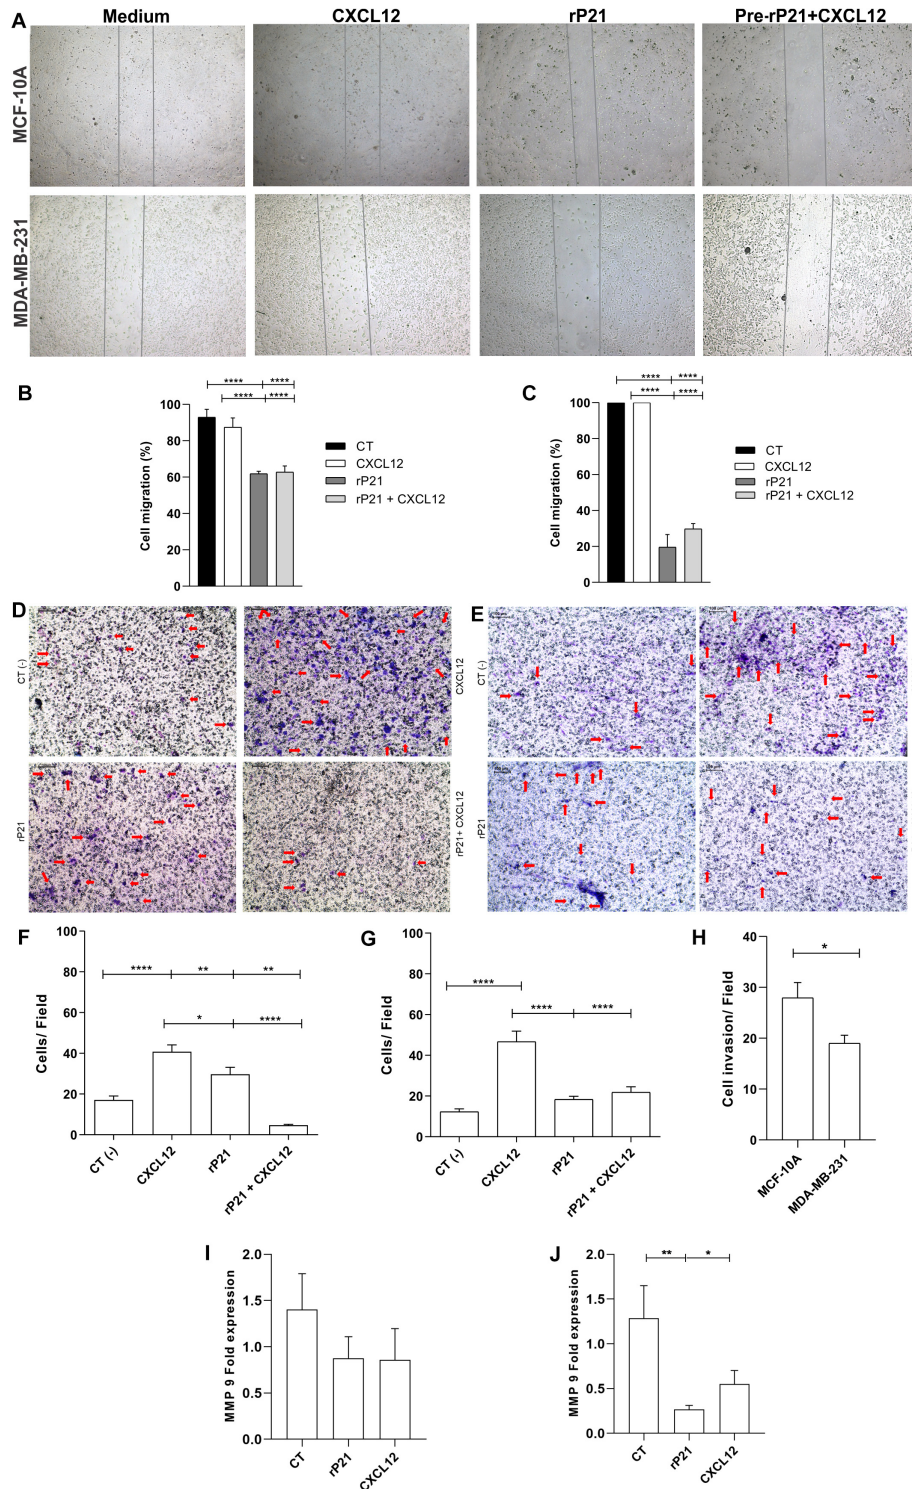 A
Medium
CXCL12
rP21
Pre-rP21+CXCL12
MCF-10A
MDA-MB-231
B
**** ****
**** ****
100
80
60
40
20
0
Cell migration (%)
CT
CXCL12
rP21
rP21 + CXCL12
C
**** ****
**** ****
100
80
60
40
20
0
Cell migration (%)
CT
CXCL12
rP21
rP21 + CXCL12
D
CT (-)
CXCL12
rP21
rP21+ CXCL12
E
CT (-)
rP21
F
100
80
60
40
20
0
Cells/ Field
**** ** **
* ****
CT (-)
CXCL12
rP21
rP21 + CXCL12
G
100
80
60
40
20
0
Cells/ Field
****
**** ****
CT (-)
CXCL12
rP21
rP21 + CXCL12
H
40
30
20
10
0
Cell invasion/ Field
*
MCF-10A
MDA-MB-231
I
2.0
1.5
1.0
0.5
0.0
MMP 9 Fold expression
CT
rP21
CXCL12
J
2.0
1.5
1.0
0.5
0.0
MMP 9 Fold expression
** *
CT
rP21
CXCL12